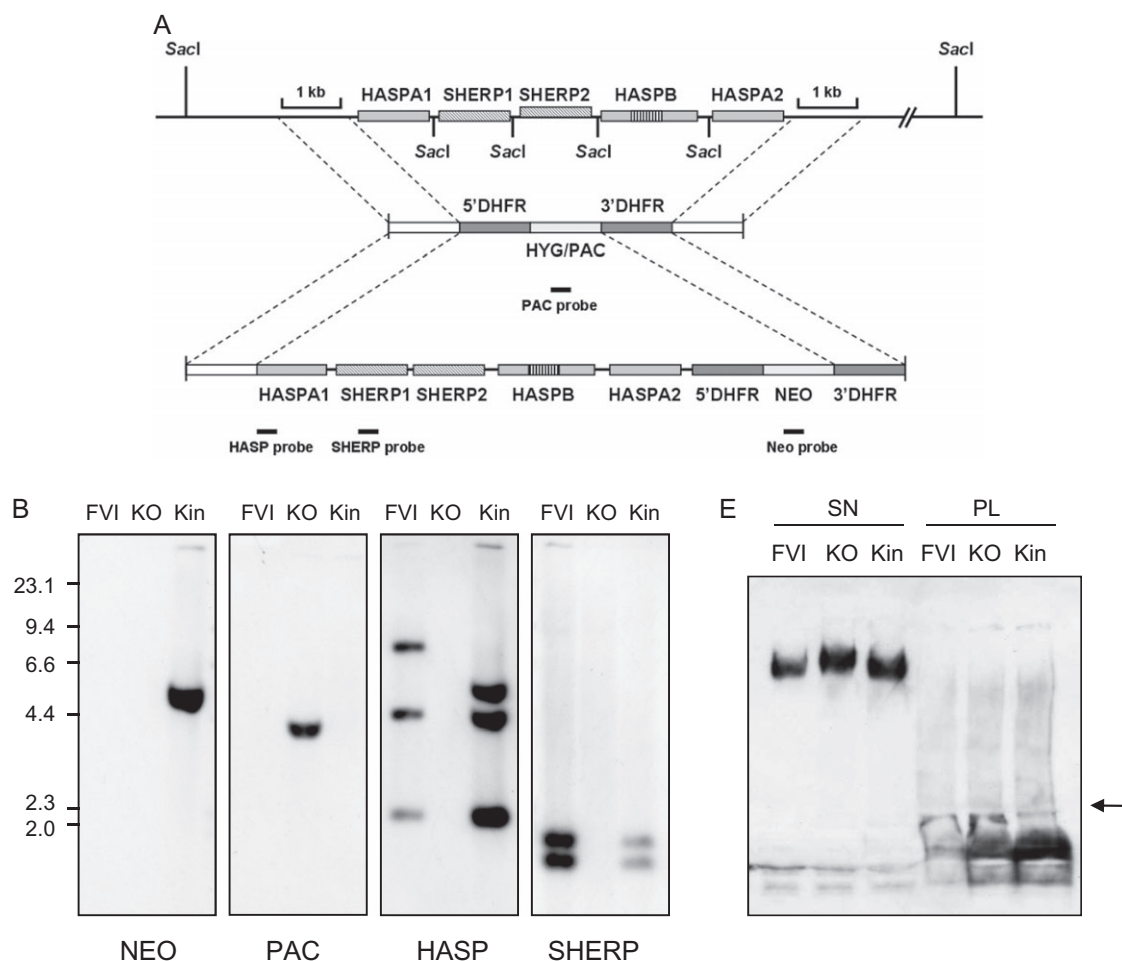 A
SacI SacI
1 kb HASPA1 SHERP1 SHERP2 HASPB HASPA2 1 kb
SacI SacI SacI SacI
5'DHFR 3'DHFR
HYG/PAC
PAC probe
HASPA1 SHERP1 SHERP2 HASPB HASPA2 5'DHFR NEO 3'DHFR
HASP probe SHERP probe Neo probe
B
FVI KO Kin FVI KO Kin FVI KO Kin FVI KO Kin
23.1
9.4
6.6
4.4
2.3
2.0
NEO PAC HASP SHERP
E
SN PL
FVI KO Kin FVI KO Kin